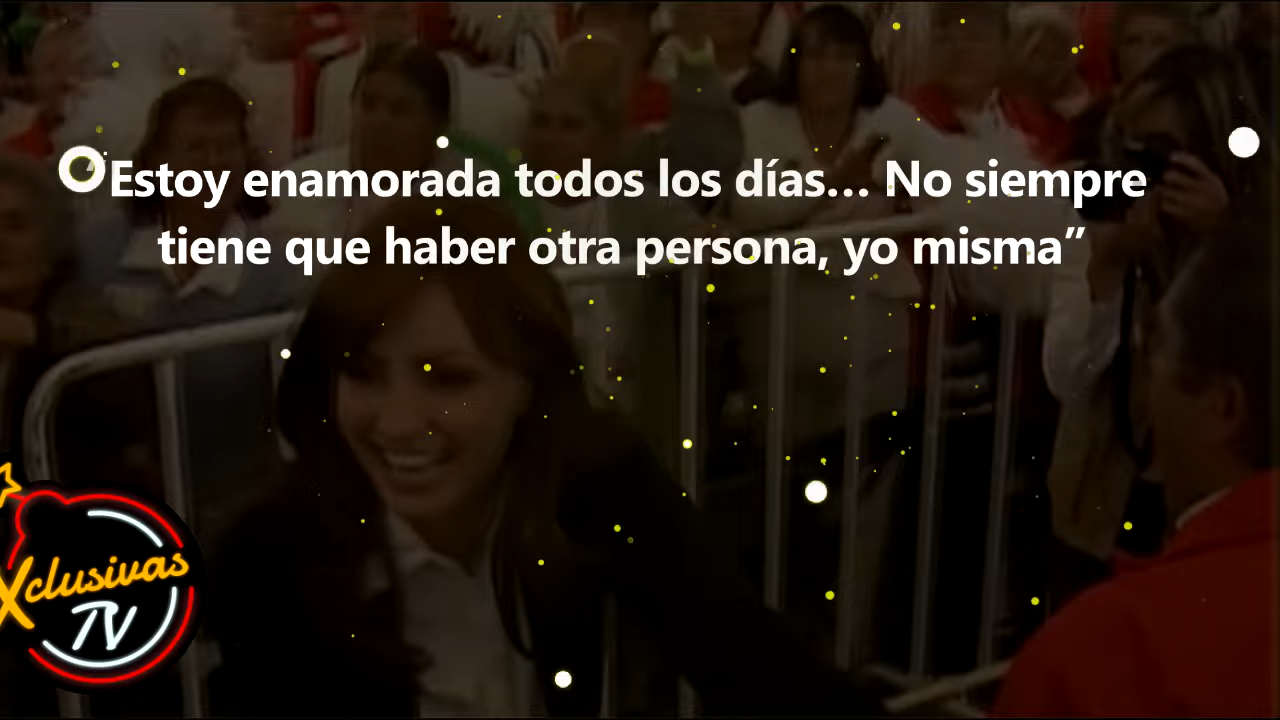 “Estoy enamorada todos los días... No siempre
tiene que haber otra persona, yo misma”
Xclusivas
TV